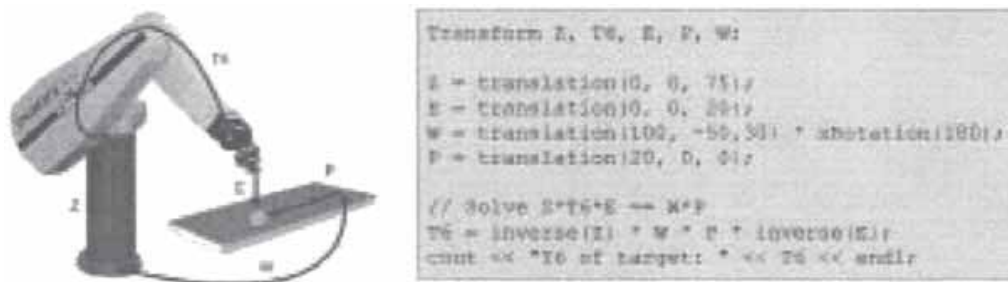 T6
E
P
Z
W
Transform Z, T6, E, P, W;
Z = translation(0, 0, 75);
E = translation(0, 0, 20);
W = translation(100, -50,30) * xRotation(180);
P = translation(20, 0, 0);
// Solve Z*T6*E == W*P
T6 = inverse(Z) * W * P * inverse(E);
cout << "T6 of target: " << T6 << endl;